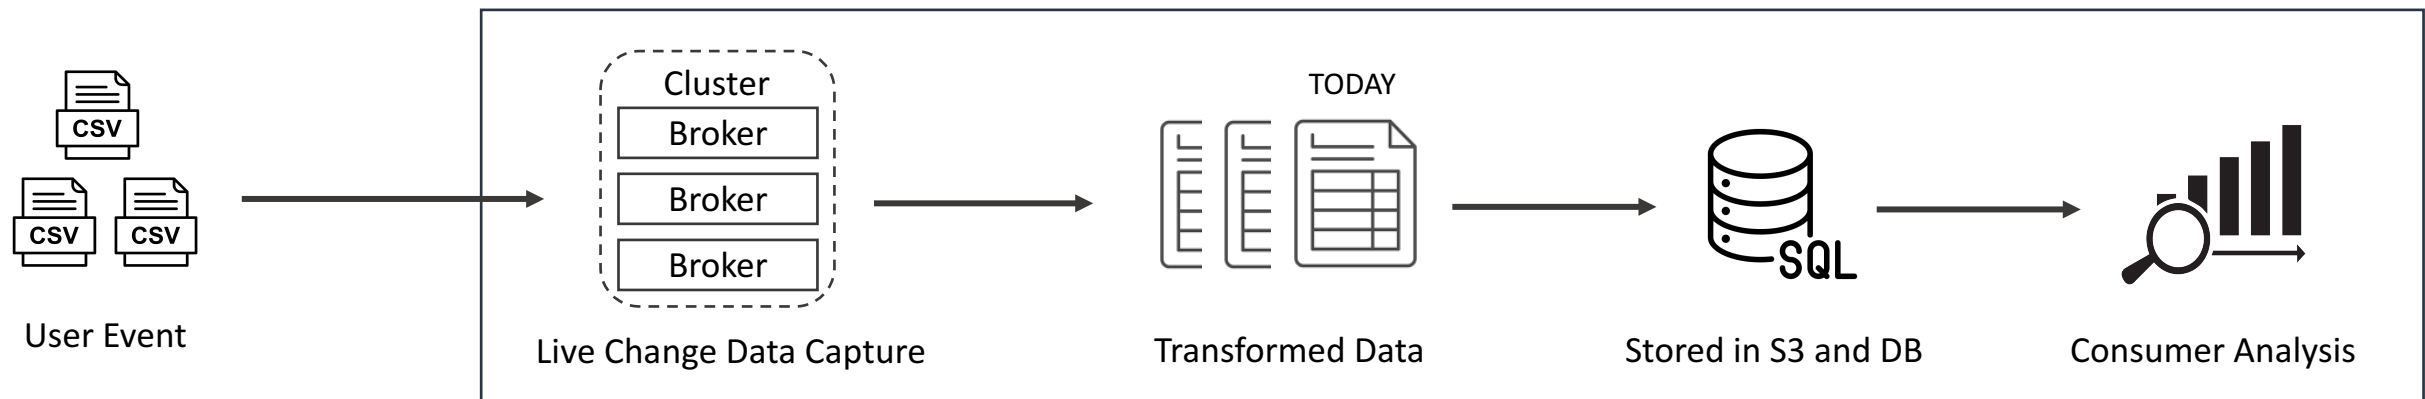 CSV
CSV
CSV
User Event
Cluster
Broker
Broker
Broker
Live Change Data Capture
TODAY
Transformed Data
SQL
Stored in S3 and DB
Consumer Analysis